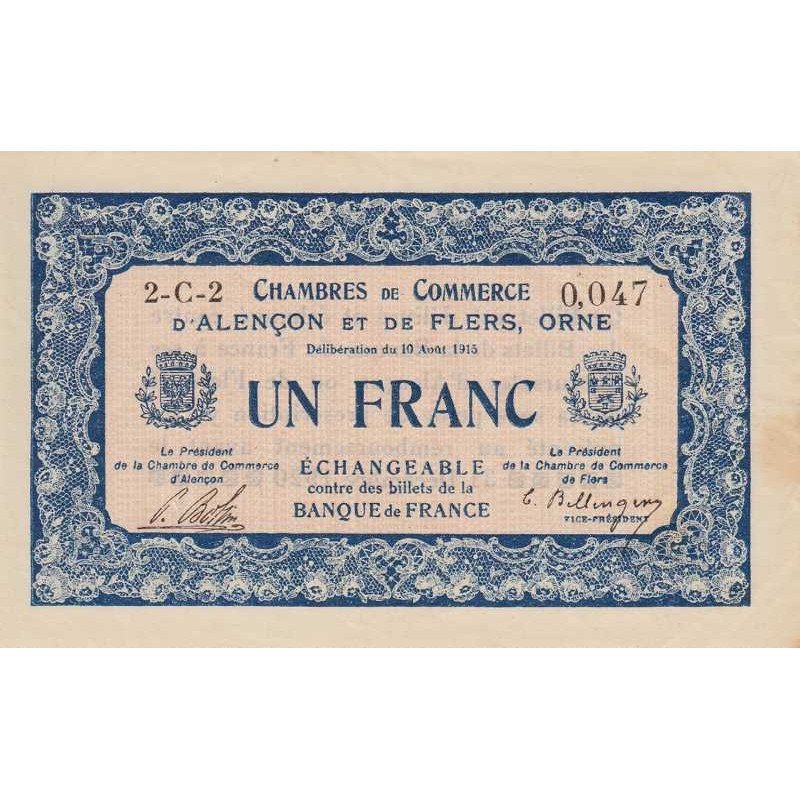 2-C-2 CHAMBRES DE COMMERCE 0,047
D'ALENÇON ET DE FLERS, ORNE
Délibération du 10 Août 1915
UN FRANC
Le Président
de la Chambre de Commerce
d'Alençon
ÉCHANGEABLE
contre des billets de la
BANQUE de FRANCE
Le Président
de la Chambre de Commerce
de Flers
VICE-PRÉSIDENT